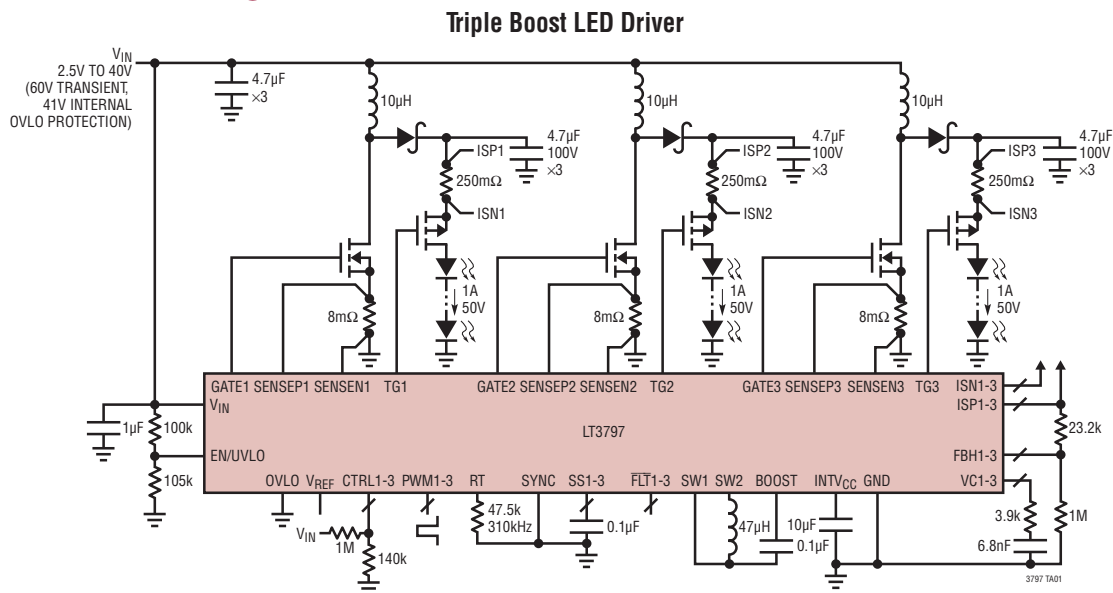 Triple Boost LED Driver
VIN
2.5V TO 40V
(60V TRANSIENT,
41V INTERNAL
OVLO PROTECTION)
4.7µF
×3
10µH
10µH
10µH
ISP1
4.7µF
100V
×3
250mΩ
ISN1
ISP2
4.7µF
100V
×3
250mΩ
ISN2
ISP3
4.7µF
100V
×3
250mΩ
ISN3
8mΩ
1A
50V
8mΩ
1A
50V
8mΩ
1A
50V
GATE1 SENSEP1 SENSEN1 TG1 GATE2 SENSEP2 SENSEN2 TG2 GATE3 SENSEP3 SENSEN3 TG3 ISN1-3
VIN
ISP1-3
1µF
100k
LT3797
23.2k
EN/UVLO
FBH1-3
105k
OVLO VREF CTRL1-3 PWM1-3 RT SYNC SS1-3 FLT1-3 SW1 SW2 BOOST INTVCC GND
VC1-3
47.5k
310kHz
0.1µF
47µH
0.1µF
10µF
3.9k
1M
VIN
1M
140k
6.8nF
3797 TA01